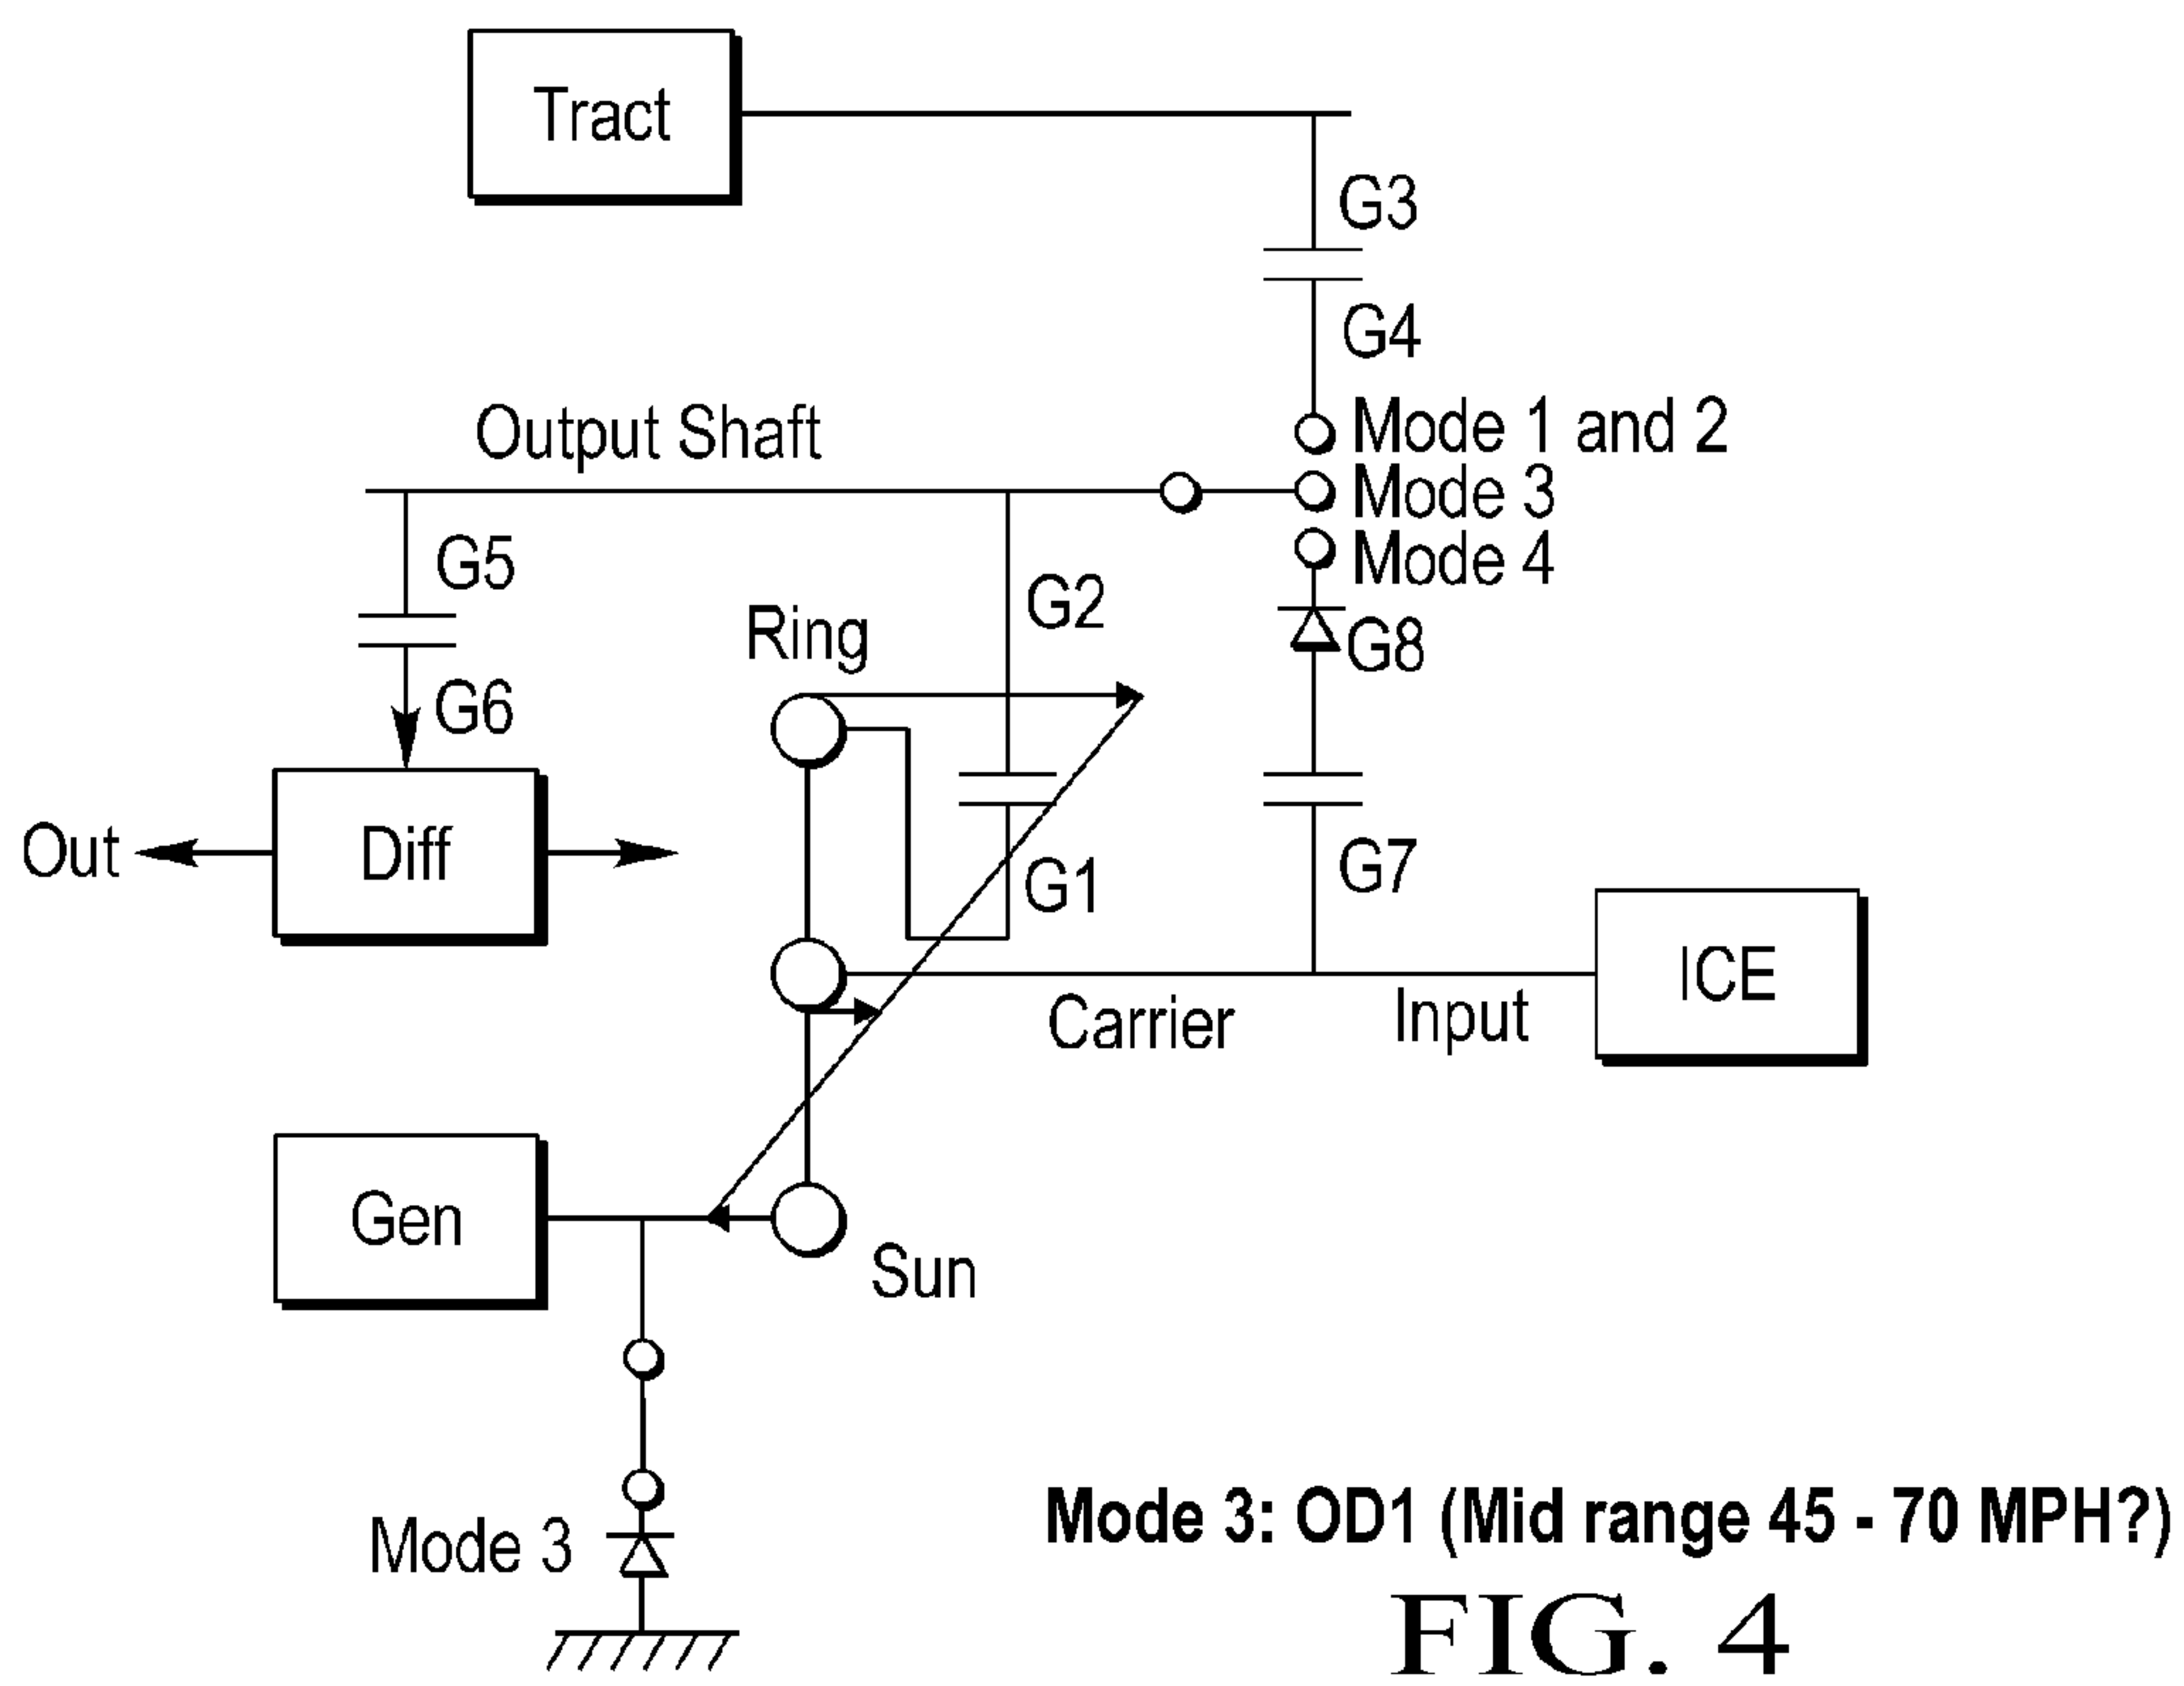 Tract
G3
G4
Output Shaft
Mode 1 and 2
Mode 3
Mode 4
G5
G2
Ring
G8
G6
Out
Diff
G1
G7
ICE
Carrier
Input
Gen
Sun
Mode 3
Mode 3: OD1 (Mid range 45 - 70 MPH?)
FIG. 4